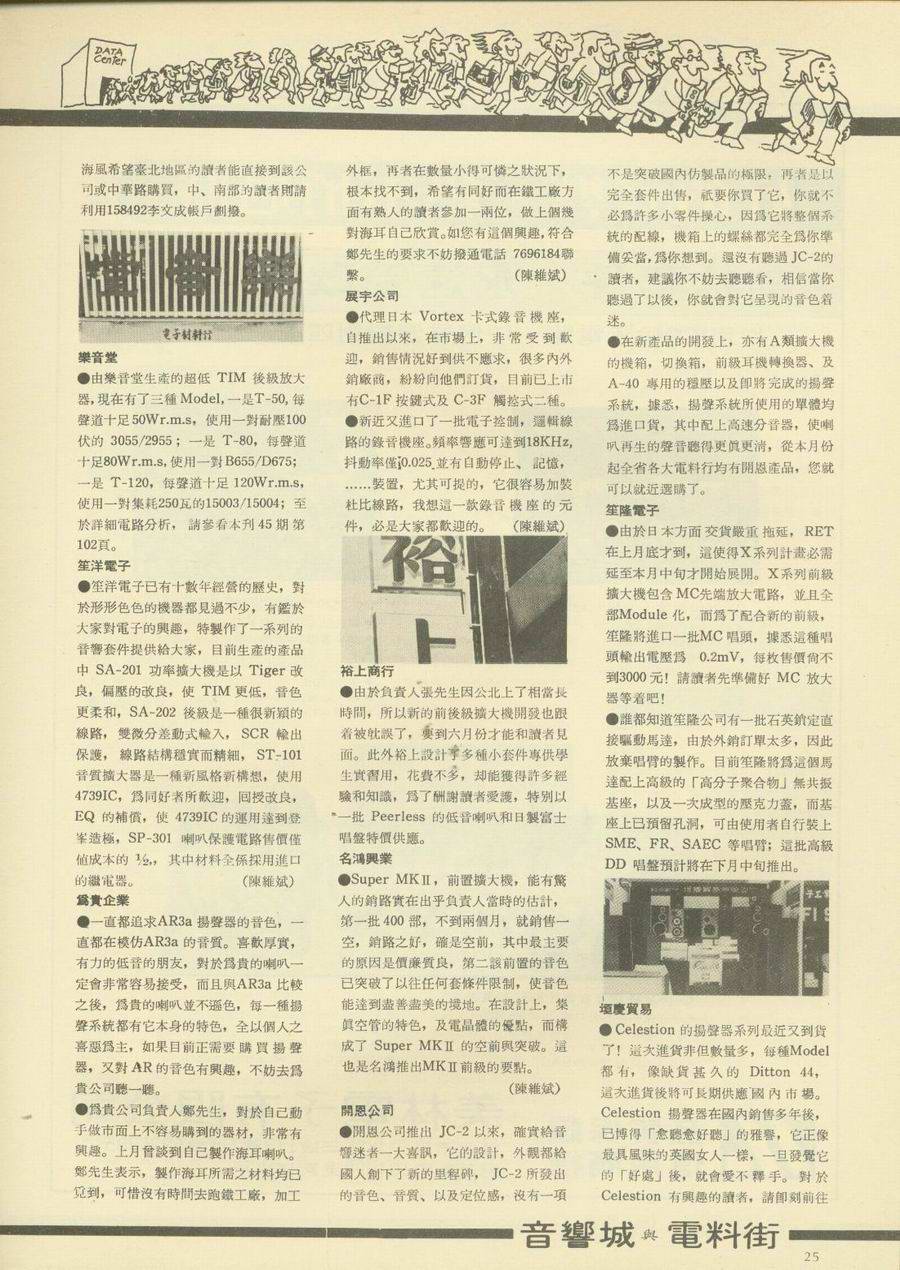 DATA
Center
海風希望臺北地區的讀者能直接到該公
司或中華路購買，中、南部的讀者則請
利用158492李文成帳戶劃撥。
電子材料行
樂音堂
●由樂音堂生產的超低 TIM 後級放大
器，現在有了三種 Model，一是T-50, 每
聲道十足50Wr.m.s，使用一對耐壓100
伏的 3055/2955；一是 T-80，每聲道
十足80Wr.m.s, 使用一對B655/D675；
一是 T-120，每聲道十足 120Wr.m.s，
使用一對集耗250瓦的15003/15004；至
於詳細電路分析， 請參看本刊 45 期第
102頁。
笙洋電子
●笙洋電子已有十數年經營的歷史，對
於形形色色的機器都見過不少，有鑑於
大家對電子的興趣，特製作了一系列的
音響套件提供給大家，目前生產的產品
中 SA-201 功率擴大機是以 Tiger 改
良，偏壓的改良，使 TIM 更低，音色
更柔和，SA-202 後級是一種很新穎的
線路，雙微分差動式輸入，SCR 輸出
保護， 線路結構穩實而精細， ST-101
音質擴大器是一種新風格新構想，使用
4739IC，爲同好者所歡迎，回授改良，
EQ 的補償，使 4739IC 的運用達到登
峯造極，SP-301 喇叭保護電路售價僅
値成本的 ½，，其中材料全係採用進口
的繼電器。 (陳維斌)
爲貴企業
●一直都追求AR3a 揚聲器的音色，一
直都在模仿AR3a 的音質。喜歡厚實，
有力的低音的朋友，對於爲貴的喇叭一
定會非常容易接受，而且與AR3a 比較
之後，爲貴的喇叭並不遜色，每一種揚
聲系統都有它本身的特色，全以個人之
喜惡爲主，如果目前正需要購買揚聲
器，又對 AR 的音色有興趣，不妨去爲
貴公司聽一聽。
●爲貴公司負責人鄭先生，對於自己動
手做市面上不容易購到的器材，非常有
興趣。上月曾談到自己製作海耳喇叭。
鄭先生表示，製作海耳所需之材料均已
覓到，可惜沒有時間去跑鐵工廠，加工
外框，再者在數量小得可憐之狀況下，
根本找不到，希望有同好而在鐵工廠方
面有熟人的讀者參加一兩位，做上個幾
對海耳自己欣賞。如您有這個興趣，符合
鄭先生的要求不妨撥通電話 7696184聯
繫。 (陳維斌)
展宇公司
●代理日本 Vortex 卡式錄音機座，
自推出以來，在市場上，非常受到歡
迎，銷售情況好到供不應求，很多內外
銷廠商，紛紛向他們訂貨，目前已上市
有C-1F 按鍵式及 C-3F 觸控式二種。
●新近又進口了一批電子控制，邏輯線
路的錄音機座。頻率響應可達到18KHz，
抖動率僅0.025 並有自動停止、 記憶，
……裝置，尤其可提的，它很容易加裝
杜比線路，我想這一款錄音機座的元
件，必是大家都歡迎的。 (陳維斌)
裕
上
裕上商行
●由於負責人張先生因公北上了相當長
時間，所以新的前後級擴大機開發也跟
着被躭誤了，要到六月份才能和讀者見
面。此外裕上設計了多種小套件專供學
生實習用，花費不多，却能獲得許多經
驗和知識，爲了酬謝讀者愛護，特別以
一批 Peerless 的低音喇叭和日製富士
唱盤特價供應。
名鴻興業
●Super MKⅡ，前置擴大機，能有驚
人的銷路實在出乎負責人當時的估計，
第一批 400 部，不到兩個月，就銷售一
空，銷路之好，確是空前，其中最主要
的原因是價廉質良，第二該前置的音色
已突破了以往任何套條件限制，使音色
能達到盡善盡美的境地。在設計上，集
眞空管的特色，及電晶體的優點，而構
成了 Super MKⅡ 的空前與突破。這
也是名鴻推出MKⅡ前級的要點。
(陳維斌)
開恩公司
●開恩公司推出 JC-2 以來，確實給音
響迷者一大喜訊，它的設計，外觀都給
國人創下了新的里程碑， JC-2 所發出
的音色、音質、以及定位感，沒有一項
不是突破國內仿製品的極限，再者是以
完全套件出售，祇要你買了它，你就不
必爲許多小零件操心，因爲它將整個系
統的配線，機箱上的螺絲都完全爲你準
備妥當，爲你想到。還沒有聽過 JC-2的
讀者，建議你不妨去聽聽看，相信當你
聽過了以後，你就會對它呈現的音色着
迷。
●在新產品的開發上，亦有A類擴大機
的機箱，切換箱，前級耳機轉換器、及
A-40 專用的穩壓以及即將完成的揚聲
系統，據悉，揚聲系統所使用的單體均
爲進口貨，其中配上高速分音器，使喇
叭再生的聲音聽得更眞更淸，從本月份
起全省各大電料行均有開恩產品，您就
可以就近選購了。
笙隆電子
●由於日本方面交貨嚴重拖延，RET
在上月底才到，這使得X系列計畫必需
延至本月中旬才開始展開。X系列前級
擴大機包含 MC先端放大電路，並且全
部Module 化，而爲了配合新的前級，
笙隆將進口一批MC 唱頭，據悉這種唱
頭輸出電壓爲 0.2mV，每枚售價尙不
到3000 元！請讀者先準備好 MC 放大
器等着吧！
●誰都知道笙隆公司有一批石英鎖定直
接驅動馬達，由於外銷訂單太多，因此
放棄唱臂的製作。目前笙隆將爲這個馬
達配上高級的「高分子聚合物」無共振
基座，以及一次成型的壓克力蓋，而基
座上已預留孔洞，可由使用者自行裝上
SME、FR、SAEC 等唱臂；這批高級
DD 唱盤預計將在下月中旬推出。
垣慶貿易
●Celestion 的揚聲器系列最近又到貨
了！這次進貨非但數量多，每種Model
都有，像缺貨甚久的 Ditton 44，
這次進貨後將可長期供應國內市場。
Celestion 揚聲器在國內銷售多年後，
已博得「愈聽愈好聽」的雅譽，它正像
最具風味的英國女人一樣，一旦發覺它
的「好處」後，就會愛不釋手。對於
Celestion 有興趣的讀者，請即刻前往
音響城與電料街
25